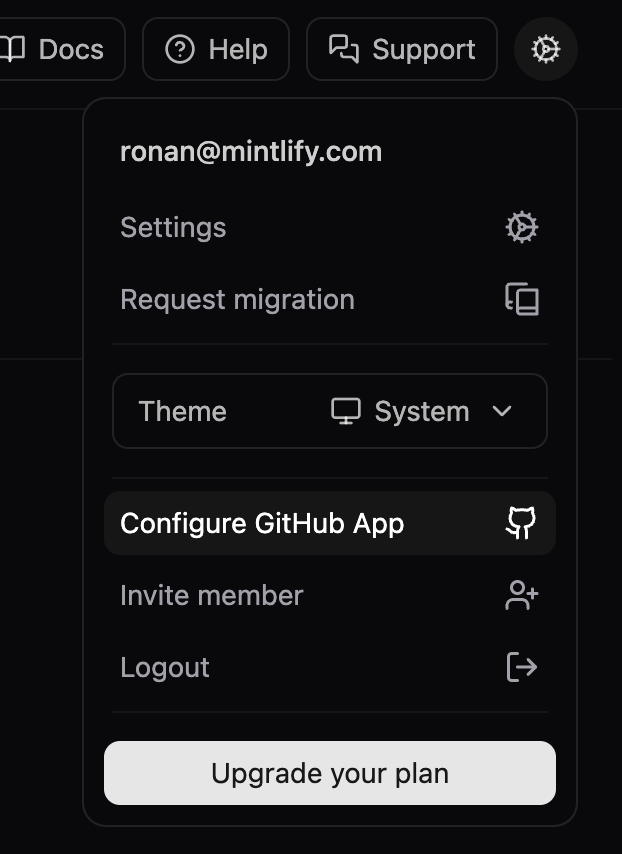 Docs Help Support
ronan@mintlify.com
Settings
Request migration
Theme System
Configure GitHub App
Invite member
Logout
Upgrade your plan